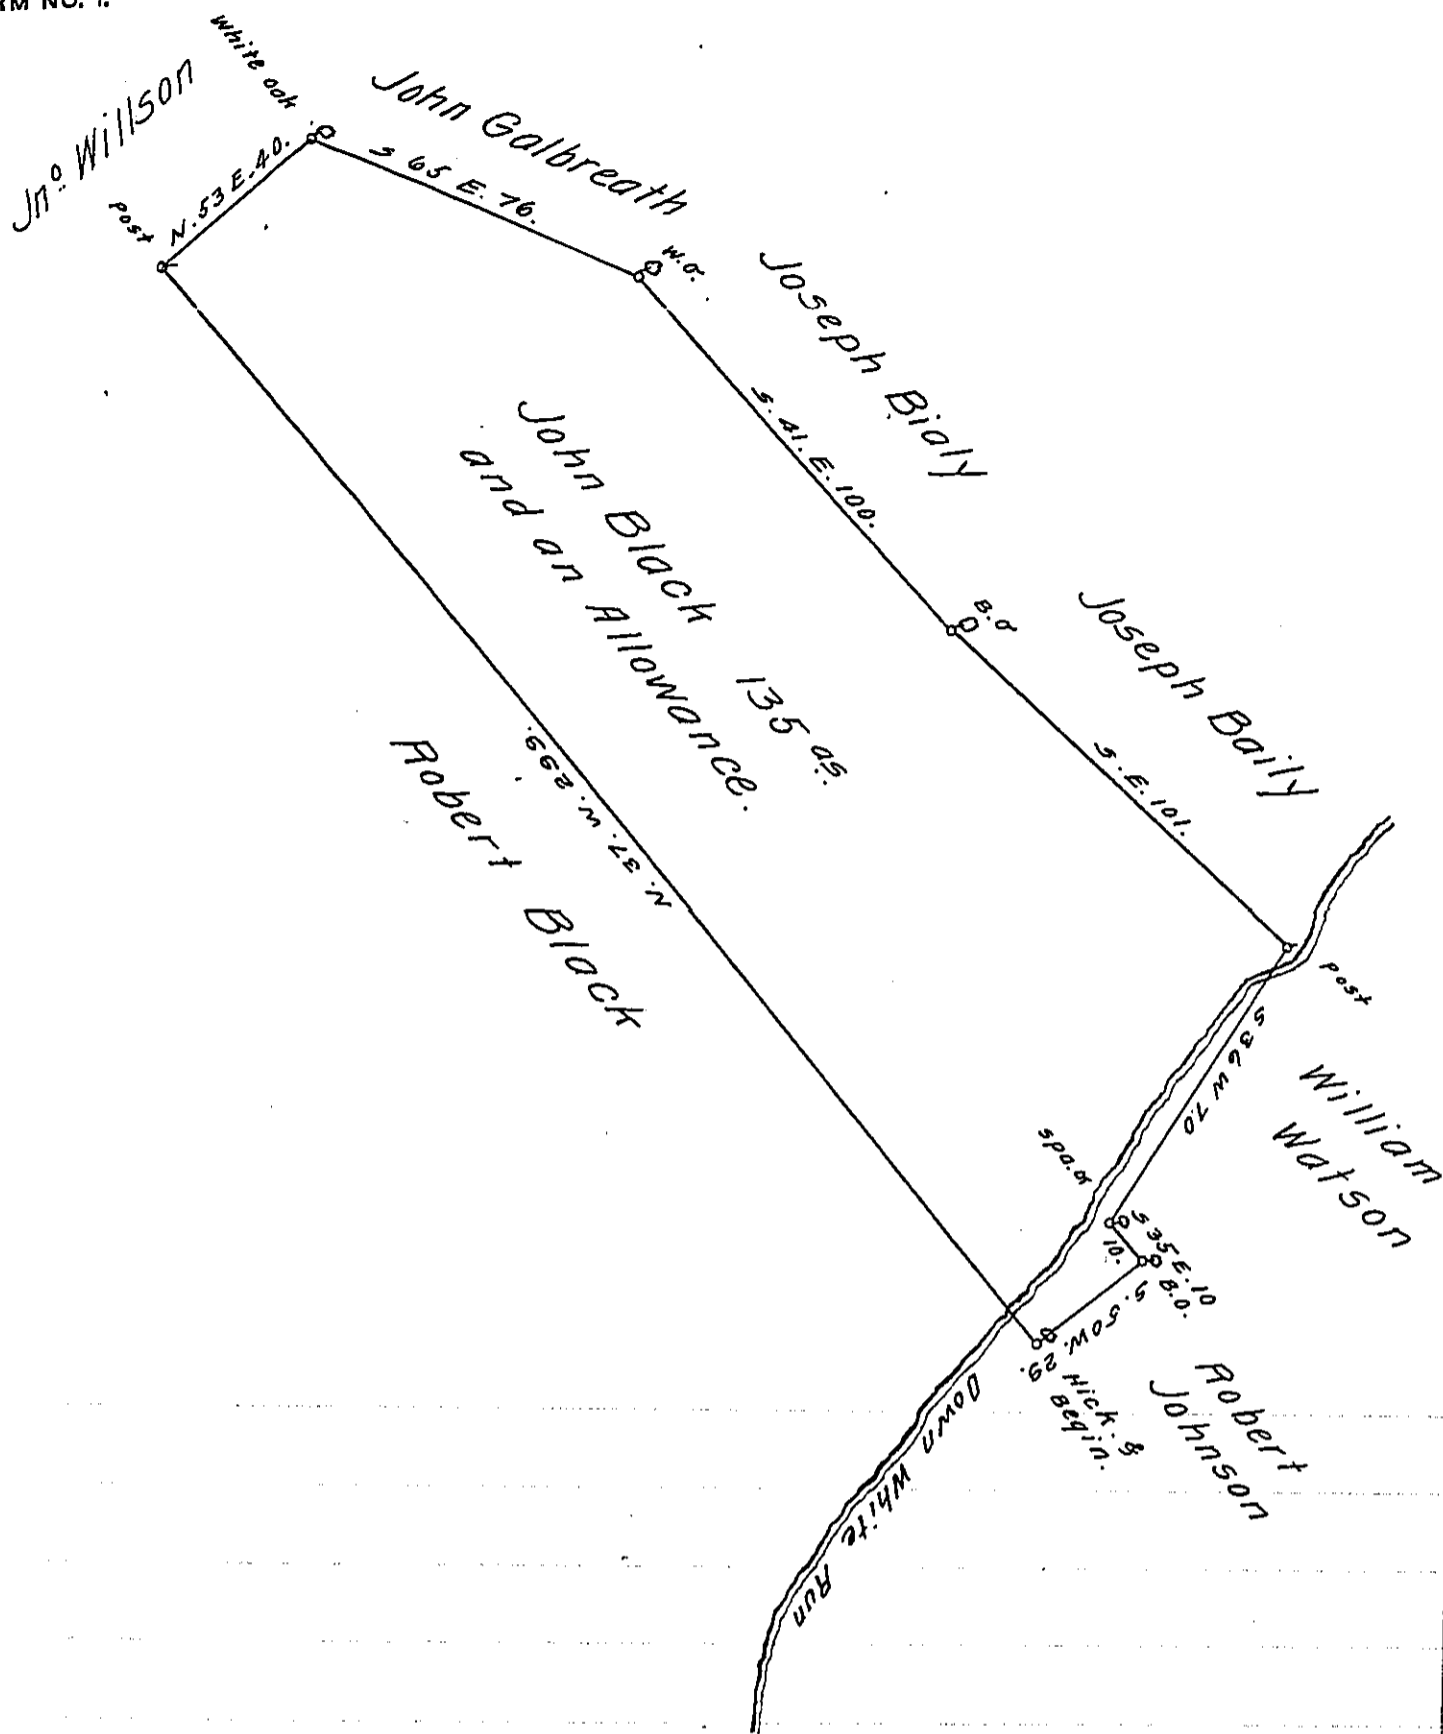 RM NO. 1.
White oak
Jnº. Willson
John Galbreath
N. 53 E. 40.
S 65 E. 76.
post
W.O.
Joseph Bialy
S. 41. E. 100.
John Black 135 as.
and an Allowance.
B.O
Joseph Baily
S. E. 101.
N. 37. W. 299.
Robert Black
post
S 36 W 70
William
Watson
spa.o
S 35 E. 10
10.
B.O.
S. 50 W.
29.
Hick. &
Begin.
Robert
Johnson
Down White Run